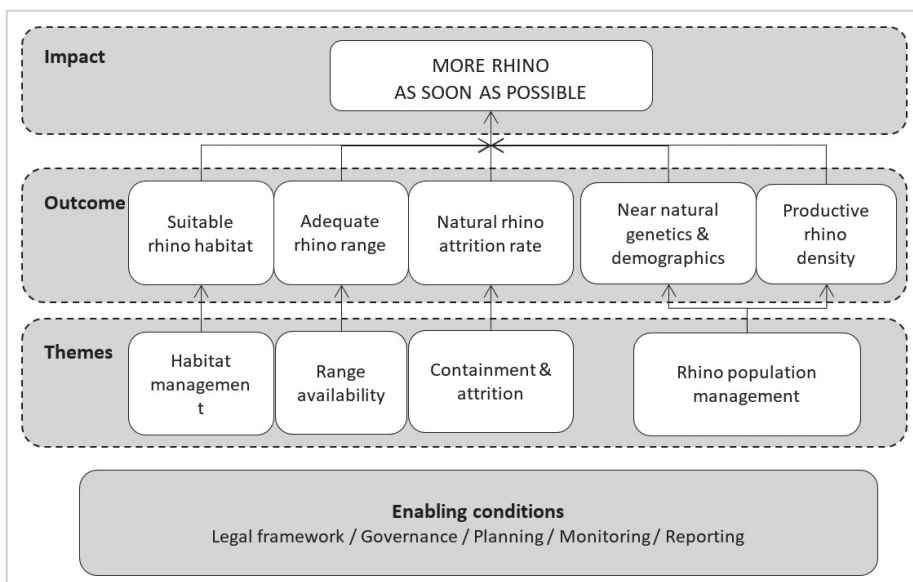 Impact
MORE RHINO
AS SOON AS POSSIBLE
Outcome
Suitable
rhino habitat
Adequate
rhino range
Natural rhino
attrition rate
Near natural
genetics &
demographics
Productive
rhino
density
Themes
Habitat
managemen
t
Range
availability
Containment &
attrition
Rhino population
management
Enabling conditions
Legal framework / Governance / Planning / Monitoring / Reporting